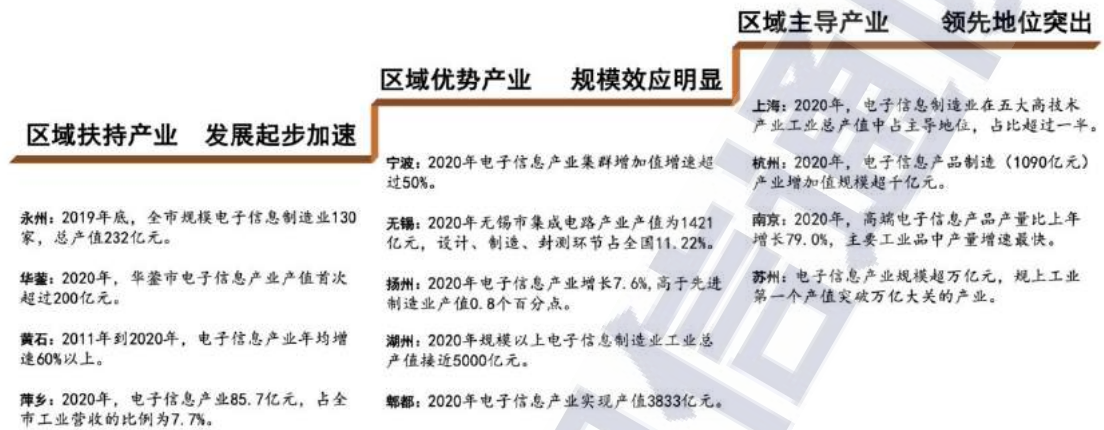 区域扶持产业 发展起步加速
永州：2019年底，全市规模电子信息制造业130
家，总产值232亿元。
华蓥：2020年，华蓥市电子信息产业产值首次
超过200亿元。
黄石：2011年到2020年，电子信息产业年均增
速60%以上。
萍乡：2020年，电子信息产业85.7亿元，占全
市工业营收的比例为7.7%。
区域优势产业 规模效应明显
宁波：2020年电子信息产业集群增加值增速超
过50%。
无锡：2020年无锡市集成电路产业产值为1421
亿元，设计、制造、封测环节占全国11.22%。
扬州：2020年电子信息产业增长7.6%,高于先进
制造业产值0.8个百分点。
湖州：2020年规模以上电子信息制造业工业总
产值接近5000亿元。
郫都：2020年电子信息产业实现产值3833亿元。
区域主导产业 领先地位突出
上海：2020年，电子信息制造业在五大高技术
产业工业总产值中占主导地位，占比超过一半。
杭州：2020年，电子信息产品制造（1090亿元）
产业增加值规模超千亿元。
南京：2020年，高端电子信息产品产量比上年
增长79.0%，主要工业品中产量增速最快。
苏州：电子信息产业规模超万亿元，规上工业
第一个产值突破万亿大关的产业。